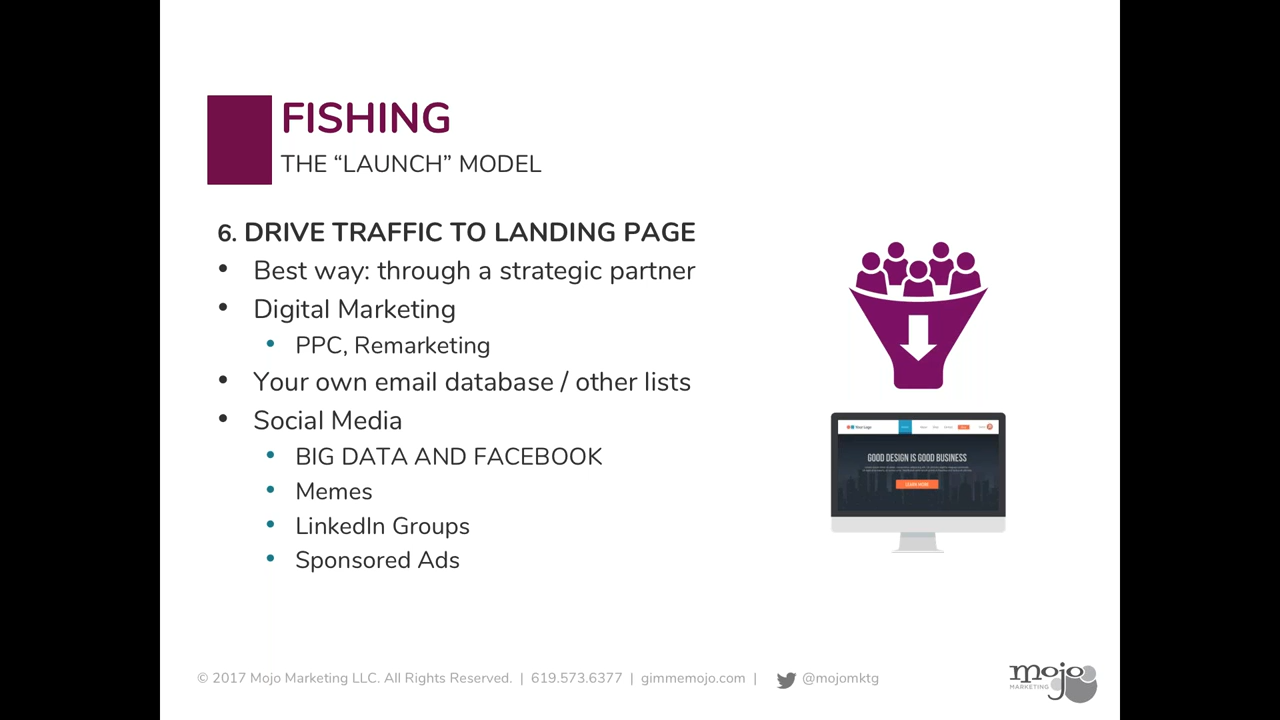 FISHING
THE “LAUNCH” MODEL
6. DRIVE TRAFFIC TO LANDING PAGE
• Best way: through a strategic partner
• Digital Marketing
• PPC, Remarketing
• Your own email database / other lists
• Social Media
• BIG DATA AND FACEBOOK
• Memes
• LinkedIn Groups
• Sponsored Ads
GOOD DESIGN IS GOOD BUSINESS
LEARN MORE
© 2017 Mojo Marketing LLC. All Rights Reserved. | 619.573.6377 | gimmemojo.com | @mojomktg
mojo
MARKETING